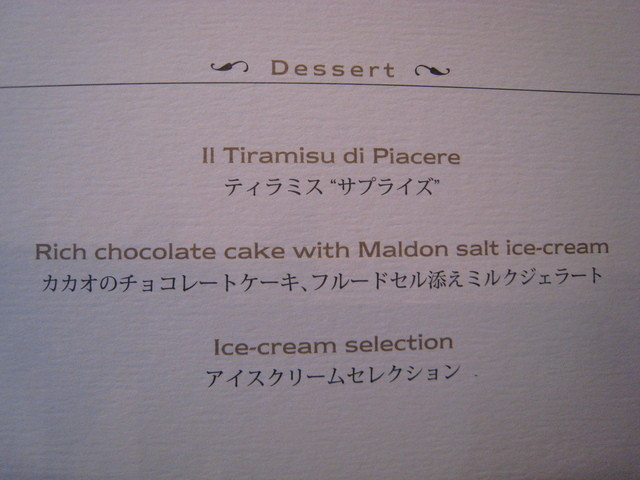 Dessert
Il Tiramisu di Piacere
ティラミス “サプライズ”
Rich chocolate cake with Maldon salt ice-cream
カカオのチョコレートケーキ、フルードセル添えミルクジェラート
Ice-cream selection
アイスクリームセレクション